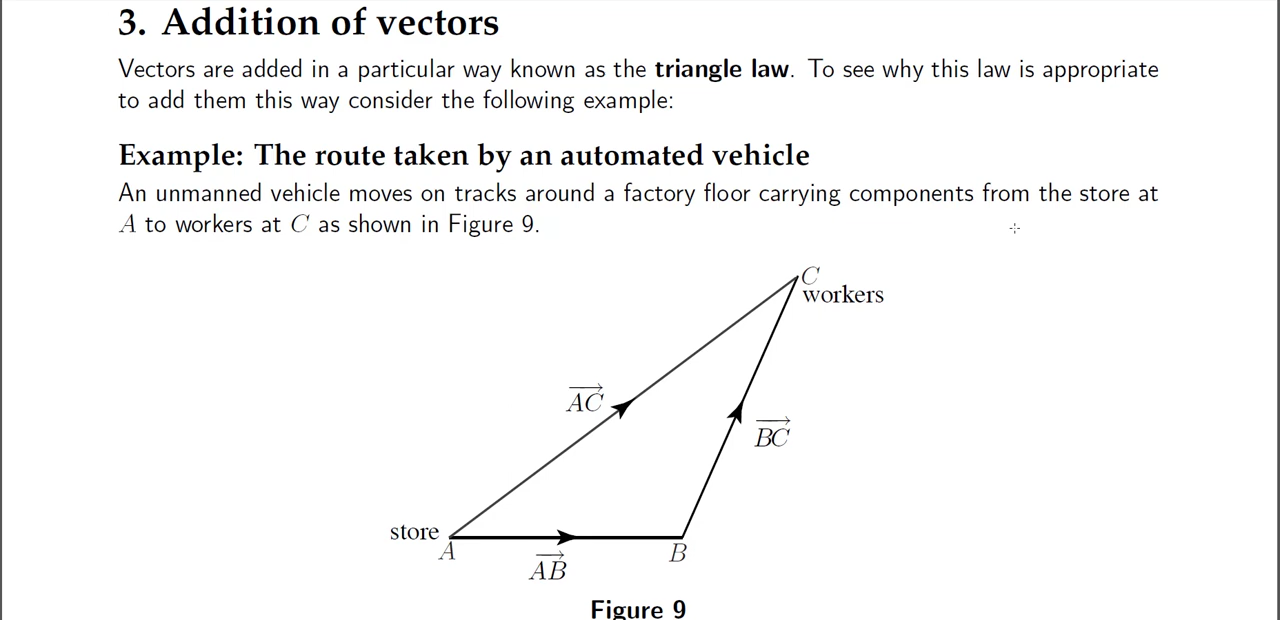 3. Addition of vectors
Vectors are added in a particular way known as the triangle law. To see why this law is appropriate
to add them this way consider the following example:
Example: The route taken by an automated vehicle
An unmanned vehicle moves on tracks around a factory floor carrying components from the store at
A to workers at C as shown in Figure 9.
C
workers
AC
BC
store
A
B
AB
Figure 9